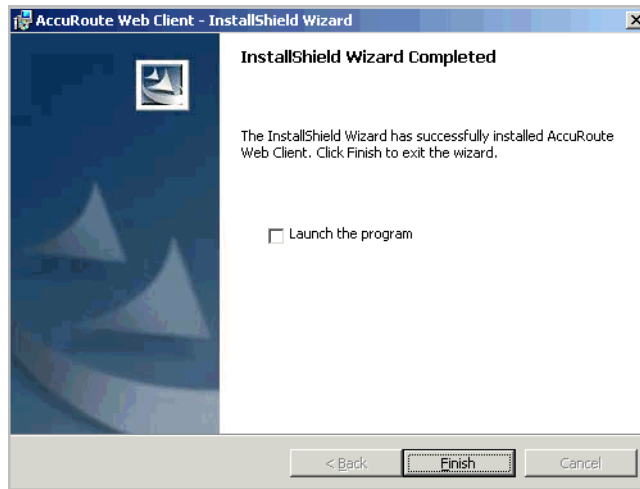 AccuRoute Web Client - InstallShield Wizard
InstallShield Wizard Completed
The InstallShield Wizard has successfully installed AccuRoute
Web Client. Click Finish to exit the wizard.
Launch the program
< Back
Finish
Cancel